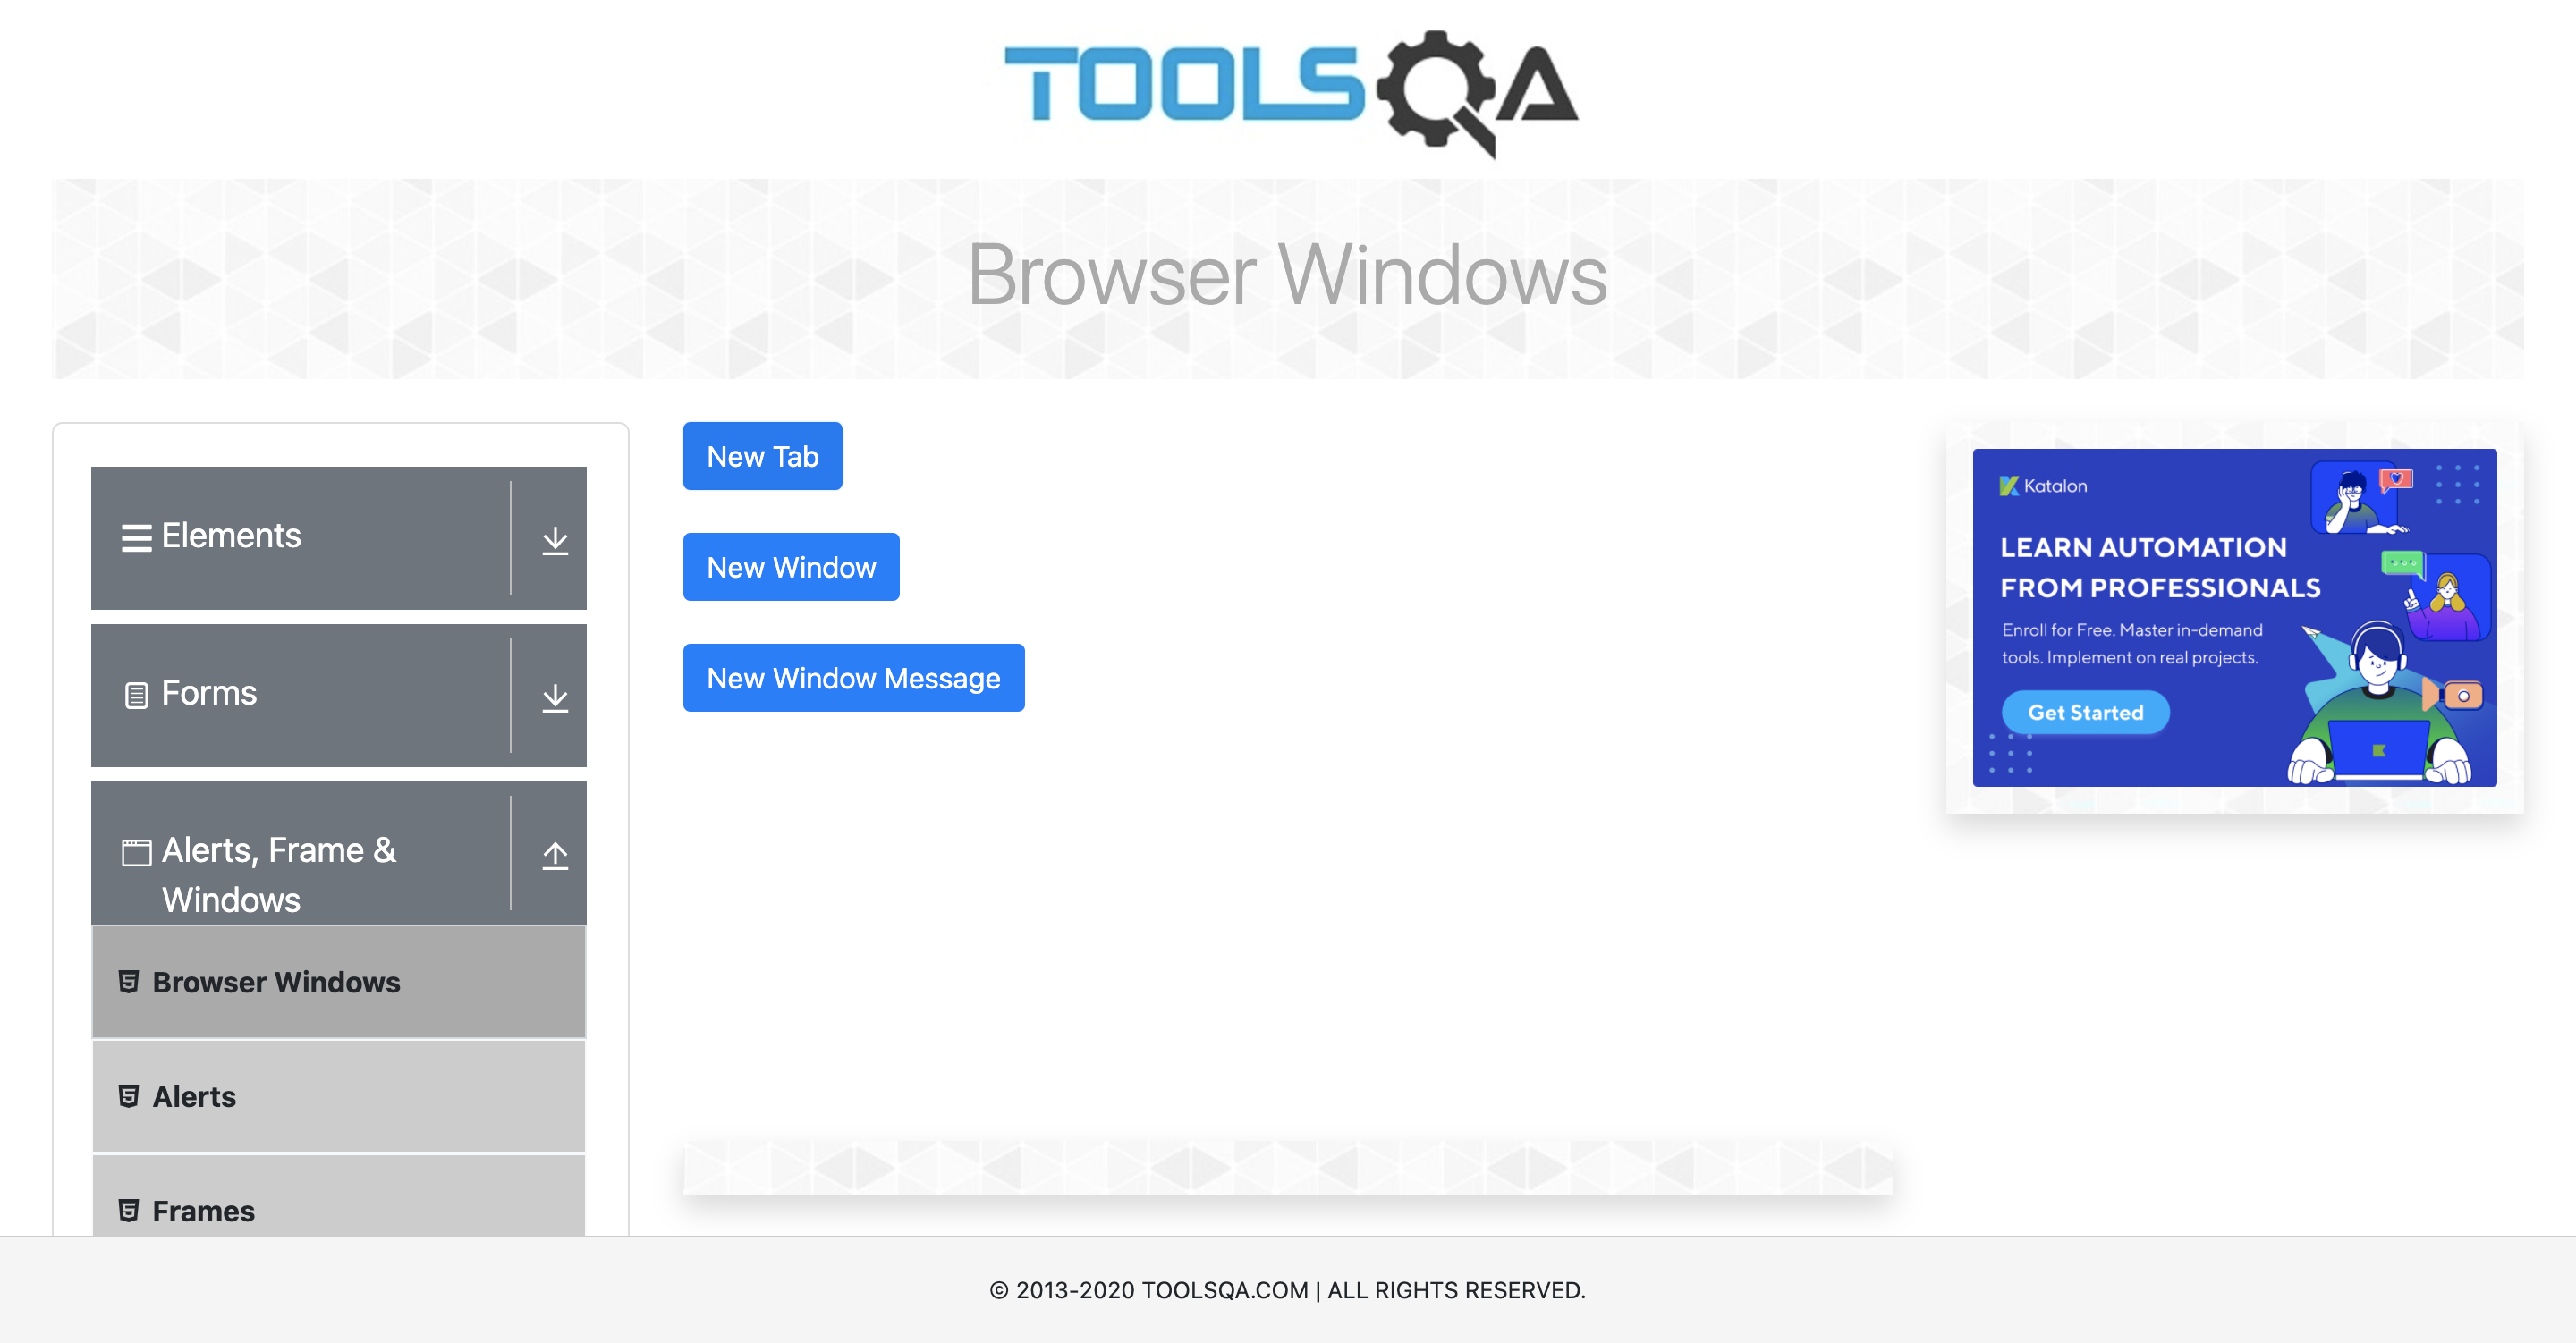 TOOLSQA
Browser Windows
Elements
Forms
Alerts, Frame &
Windows
Browser Windows
Alerts
Frames
New Tab
New Window
New Window Message
Katalon
LEARN AUTOMATION
FROM PROFESSIONALS
Enroll for Free. Master in-demand
tools. Implement on real projects.
Get Started
© 2013-2020 TOOLSQA.COM | ALL RIGHTS RESERVED.